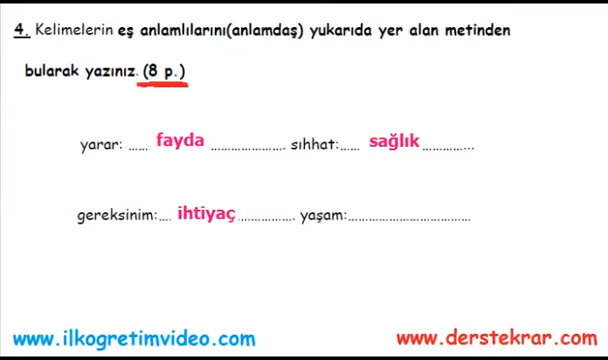 4. Kelimelerin eş anlamlılarını(anlamdaş) yukarıda yer alan metinden
bularak yazınız. (8 p.)
yarar: ...... fayda ...................... sıhhat:...... sağlık ................
gereksinim:.... ihtiyaç ................. yaşam:....................................
www.ilkogretimvideo.com www.derstekrar.com